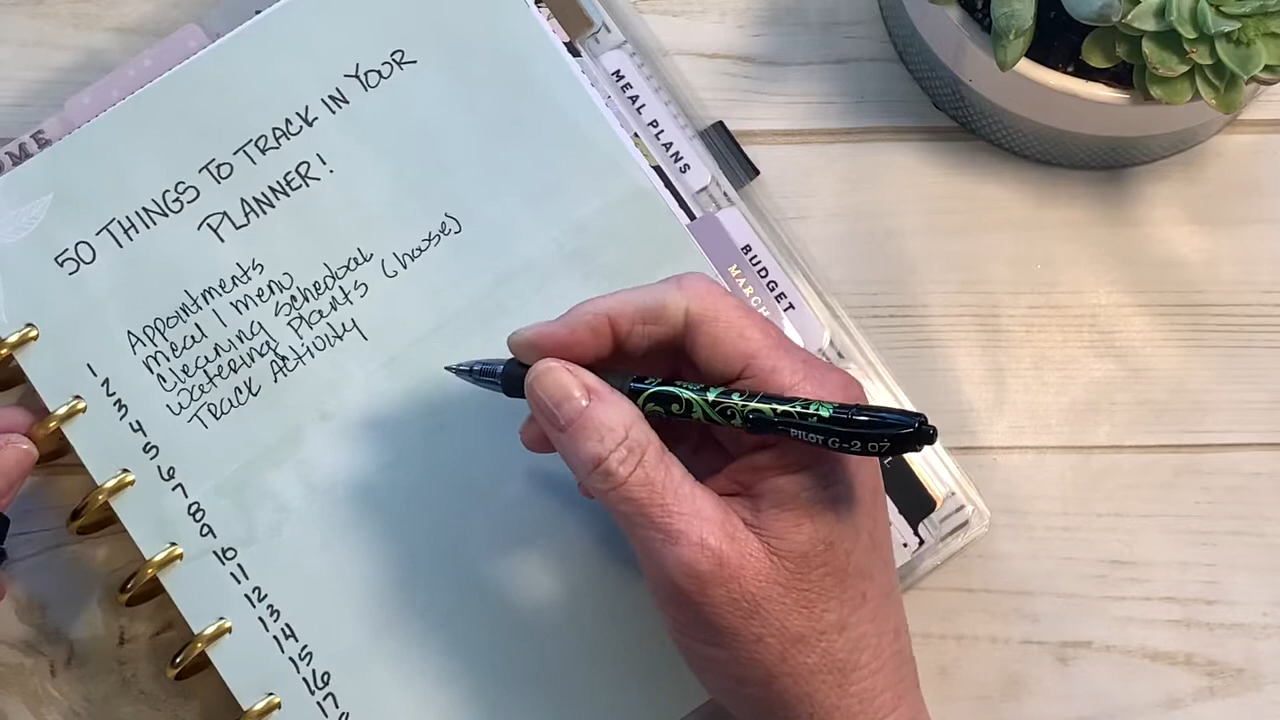 50 THINGS TO TRACK IN YOUR
PLANNER!
1 Appointments
2 Meal / menu
3 Cleaning Schedual
4 Watering Plants (house)
5 Track Activity
6
7
8
9
10
11
12
13
14
15
16
17
OME
MEAL PLANS
BUDGET
MARCH
PILOT G-2 07